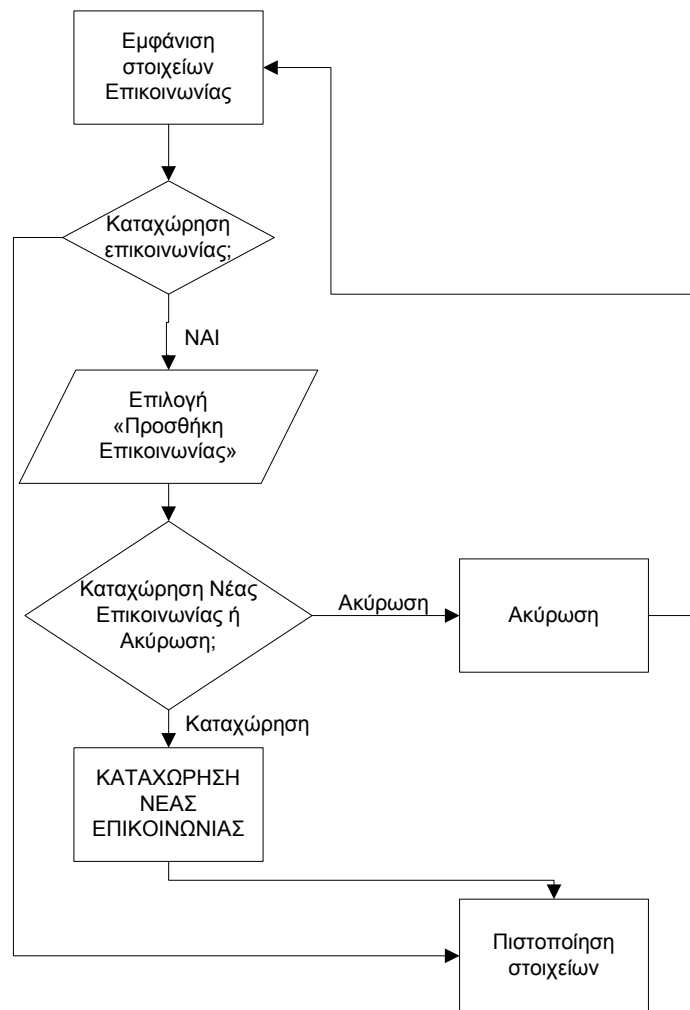 Εμφάνιση
στοιχείων
Επικοινωνίας
Καταχώρηση
επικοινωνίας;
ΝΑΙ
Επιλογή
«Προσθήκη
Επικοινωνίας»
Καταχώρηση Νέας
Επικοινωνίας ή
Ακύρωση;
Ακύρωση
Ακύρωση
Καταχώρηση
ΚΑΤΑΧΩΡΗΣΗ
ΝΕΑΣ
ΕΠΙΚΟΙΝΩΝΙΑΣ
Πιστοποίηση
στοιχείων